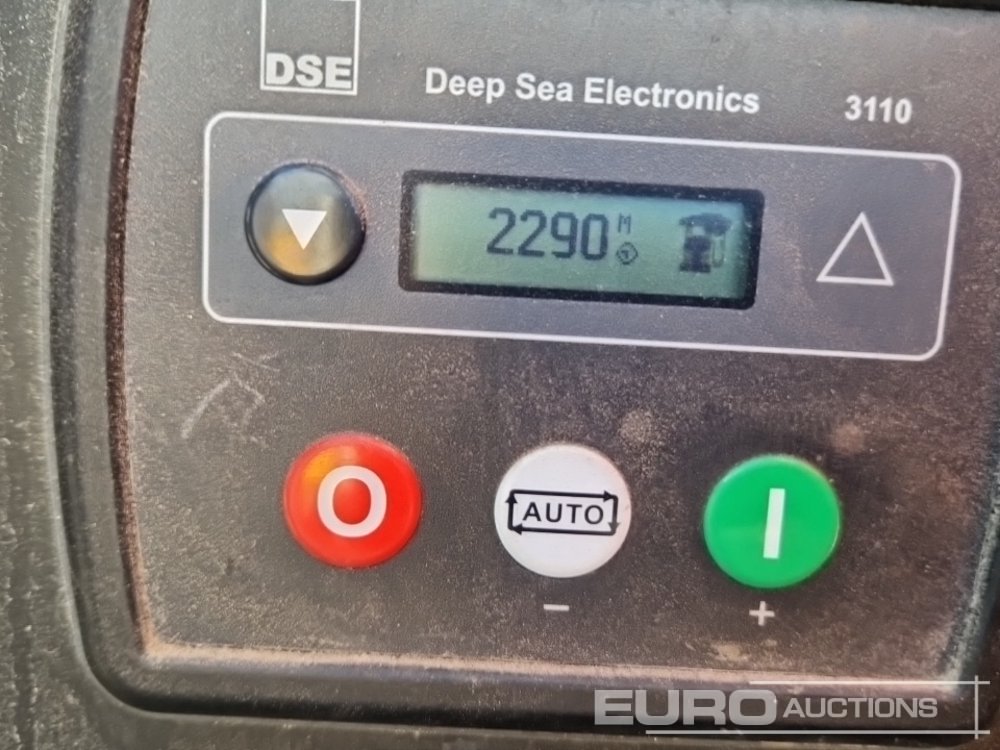 DSE
Deep Sea Electronics 3110
2290 M
O
AUTO
I
− +
EURO AUCTIONS